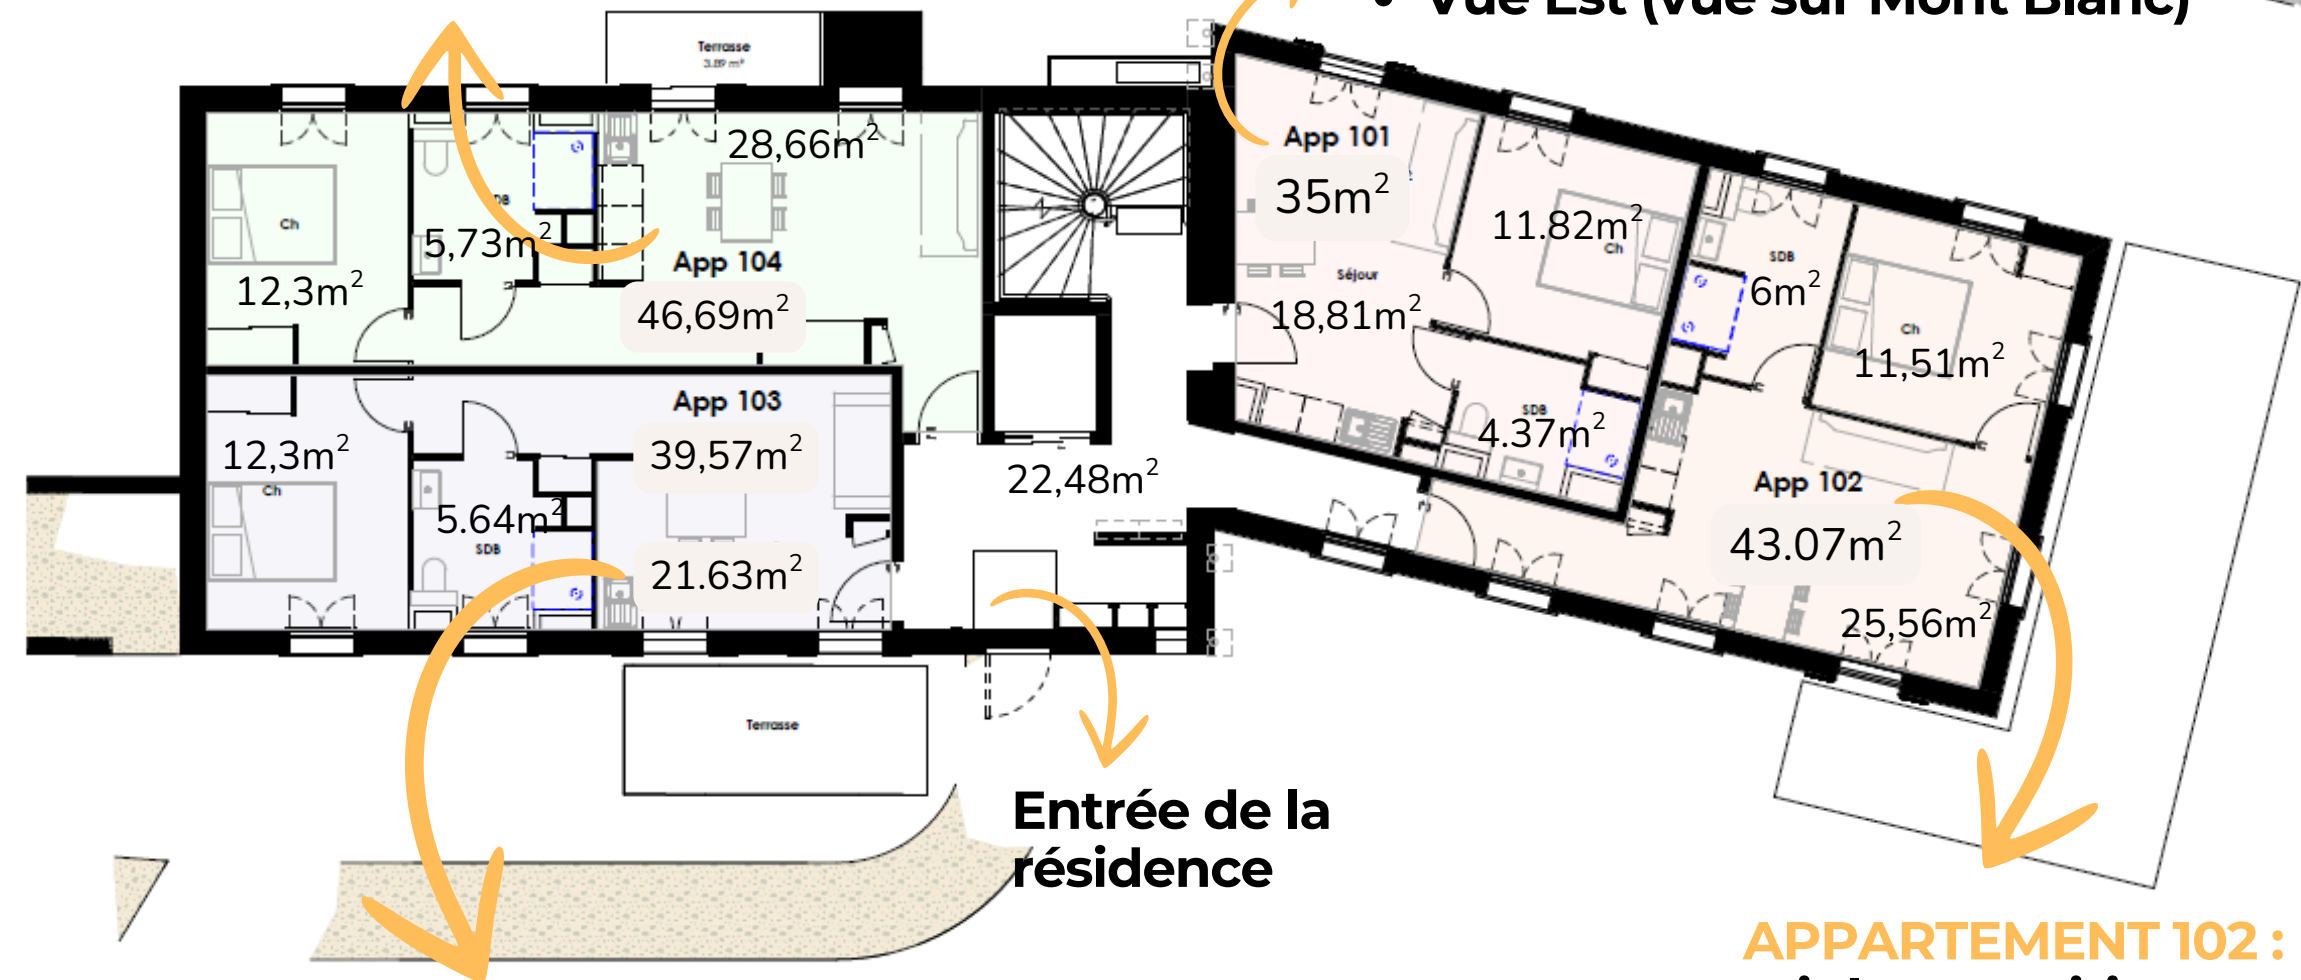 • Vue Est (vue sur Mont Blanc)
Terrasse
3.89 m²
28,66m²
Ch
5,73m²
12,3m²
App 104
46,69m²
App 101
35m²
11.82m²
Ch
Séjour
18,81m²
SDB
6m²
Ch
11,51m²
SDB
4.37m²
App 103
39,57m²
12,3m²
Ch
5.64m²
SDB
21.63m²
22,48m²
App 102
43.07m²
25,56m²
Terrasse
Entrée de la
résidence
APPARTEMENT 102 :